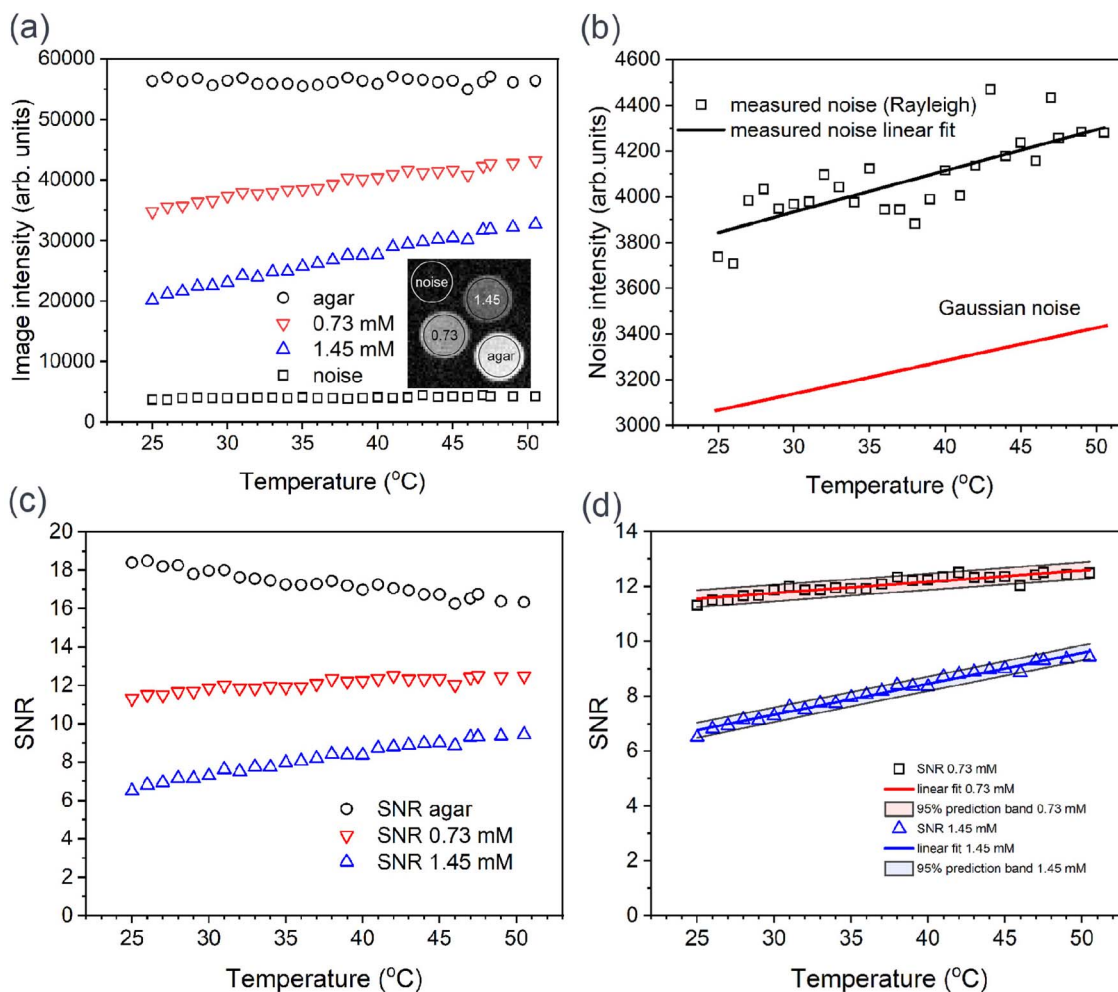 (a)
60000
50000
40000
30000
20000
10000
0
Image intensity (arb. units)
agar
0.73 mM
1.45 mM
noise
noise
1.45
0.73
agar
25 30 35 40 45 50
Temperature (°C)
(b)
4600
4400
4200
4000
3800
3600
3400
3200
3000
Noise intensity (arb.units)
measured noise (Rayleigh)
measured noise linear fit
Gaussian noise
25 30 35 40 45 50
Temperature (°C)
(c)
20
18
16
14
12
10
8
6
4
2
0
SNR
SNR agar
SNR 0.73 mM
SNR 1.45 mM
25 30 35 40 45 50
Temperature (°C)
(d)
14
12
10
8
6
4
2
0
SNR
SNR 0.73 mM
linear fit 0.73 mM
95% prediction band 0.73 mM
SNR 1.45 mM
linear fit 1.45 mM
95% prediction band 1.45 mM
25 30 35 40 45 50
Temperature (°C)